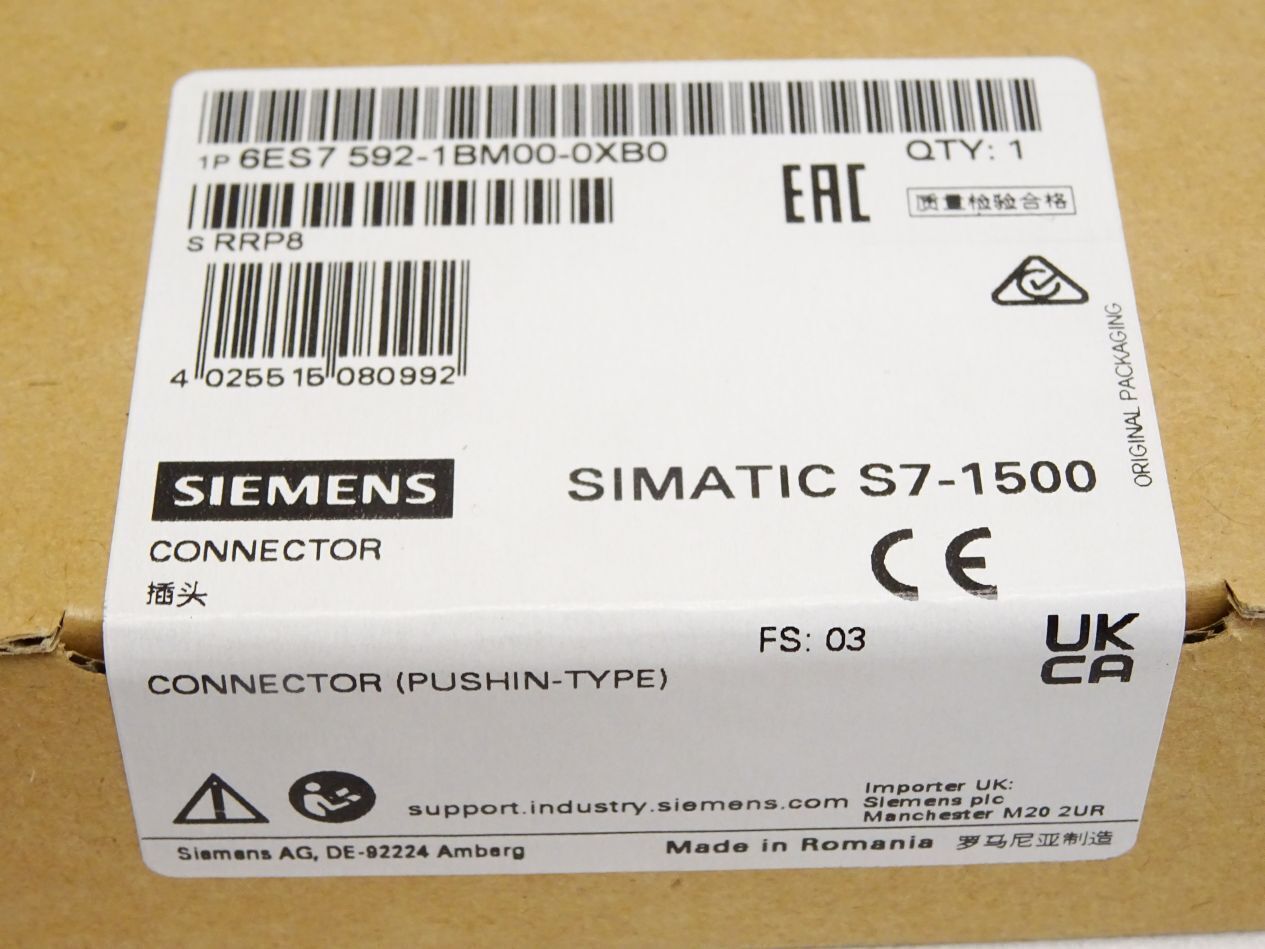 1P 6ES7 592-1BM00-0XB0
QTY: 1
EAC
质量检验合格
S RRP8
4 025515 080992
ORIGINAL PACKAGING
SIEMENS
SIMATIC S7-1500
CONNECTOR
CE
插头
FS: 03
UK
CA
CONNECTOR (PUSHIN-TYPE)
support.industry.siemens.com
Importer UK:
Siemens plc
Manchester M20 2UR
Siemens AG, DE-92224 Amberg
Made in Romania 罗马尼亚制造